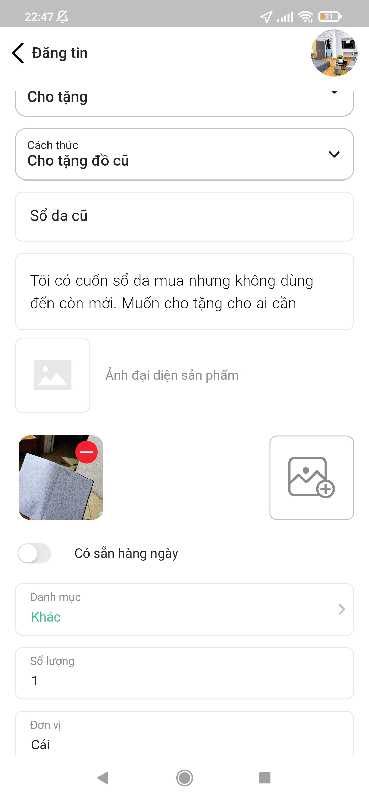 22:47
Đăng tin
Cho tặng
Cách thức
Cho tặng đồ cũ
Sổ da cũ
Tôi có cuốn sổ da mua nhưng không dùng
đến còn mới. Muốn cho tặng cho ai cần
Ảnh đại diện sản phẩm
Có sẵn hàng ngày
Danh mục
Khác
Số lượng
1
Đơn vị
Cái